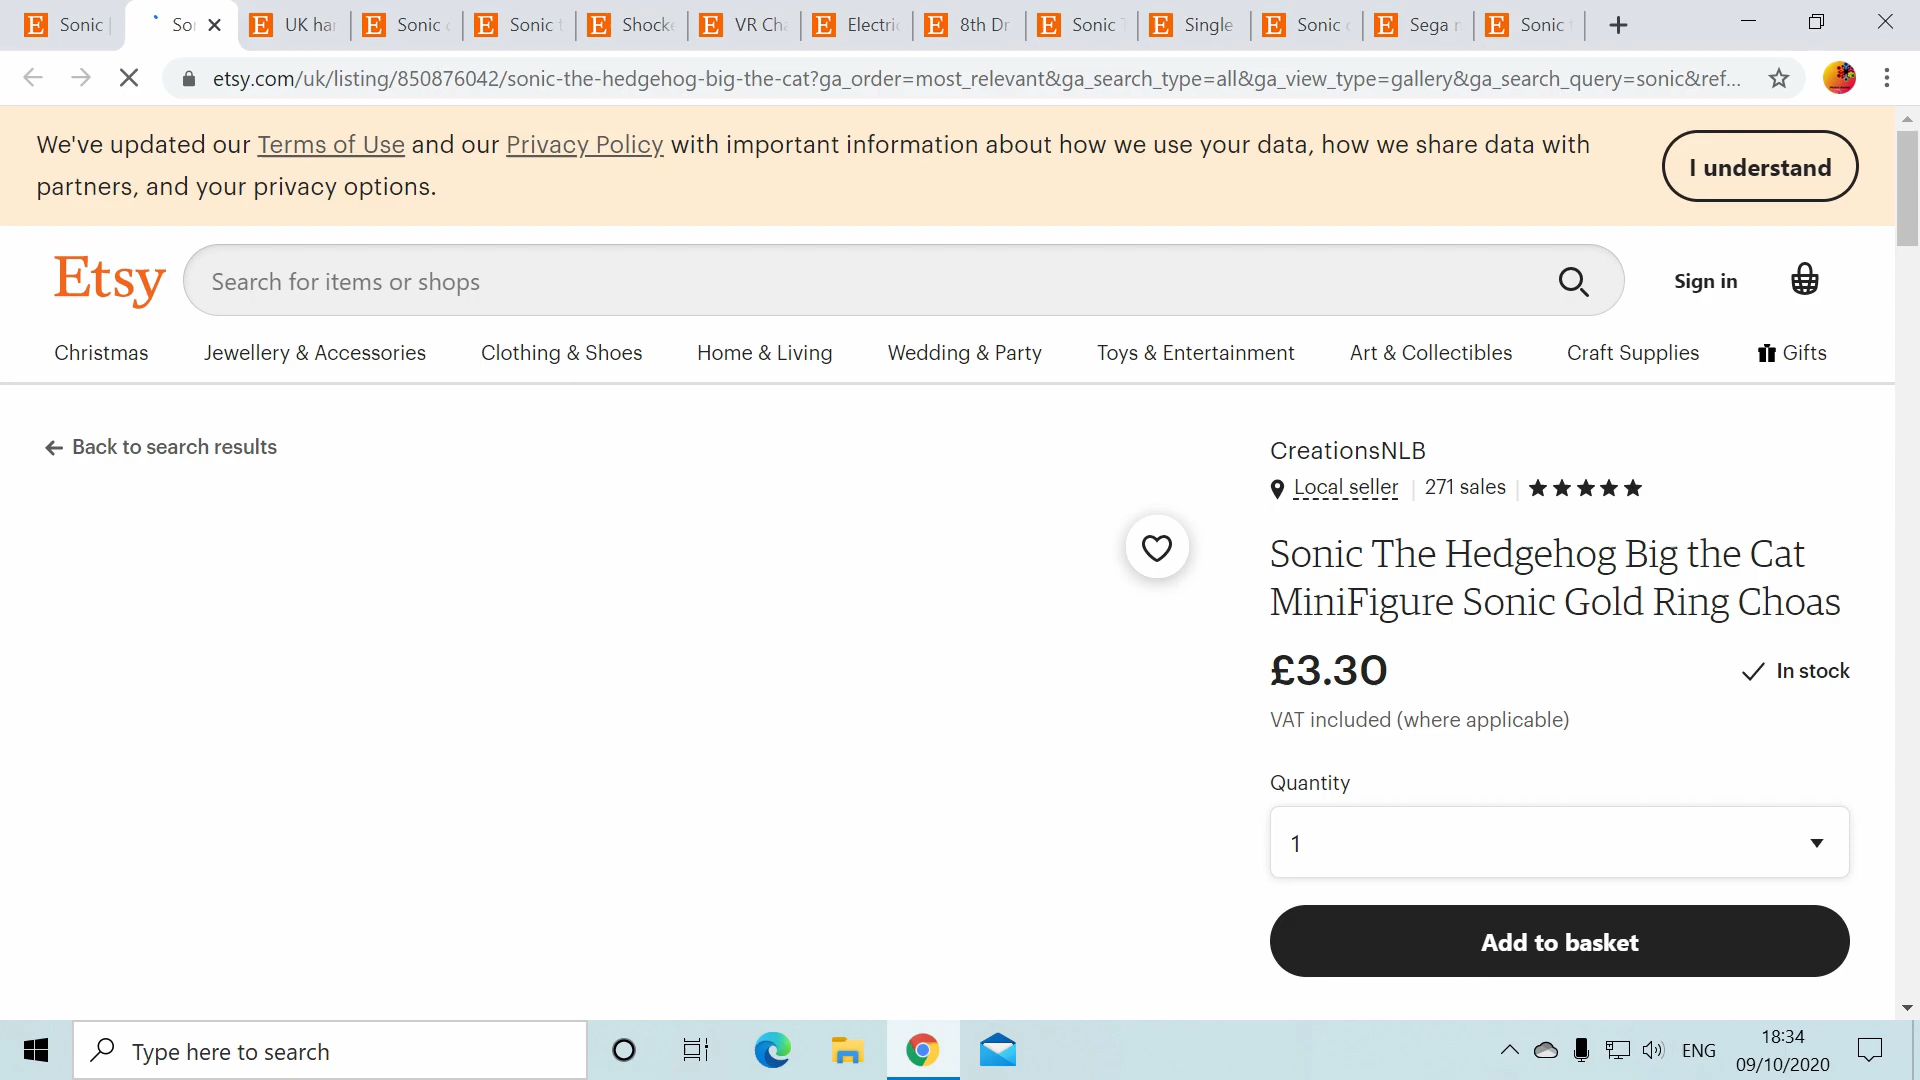 Sonic
So
UK ha
Sonic
Sonic
Shock
VR Ch
Electri
8th Dr
Sonic
Single
Sonic
Sega
Sonic
etsy.com/uk/listing/850876042/sonic-the-hedgehog-big-the-cat?ga_order=most_relevant&ga_search_type=all&ga_view_type=gallery&ga_search_query=sonic&ref...
We've updated our Terms of Use and our Privacy Policy with important information about how we use your data, how we share data with
partners, and your privacy options.
I understand
Etsy
Search for items or shops
Sign in
Christmas
Jewellery & Accessories
Clothing & Shoes
Home & Living
Wedding & Party
Toys & Entertainment
Art & Collectibles
Craft Supplies
Gifts
Back to search results
CreationsNLB
Local seller
271 sales
Sonic The Hedgehog Big the Cat
MiniFigure Sonic Gold Ring Choas
£3.30
In stock
VAT included (where applicable)
Quantity
1
Add to basket
Type here to search
ENG
18:34
09/10/2020